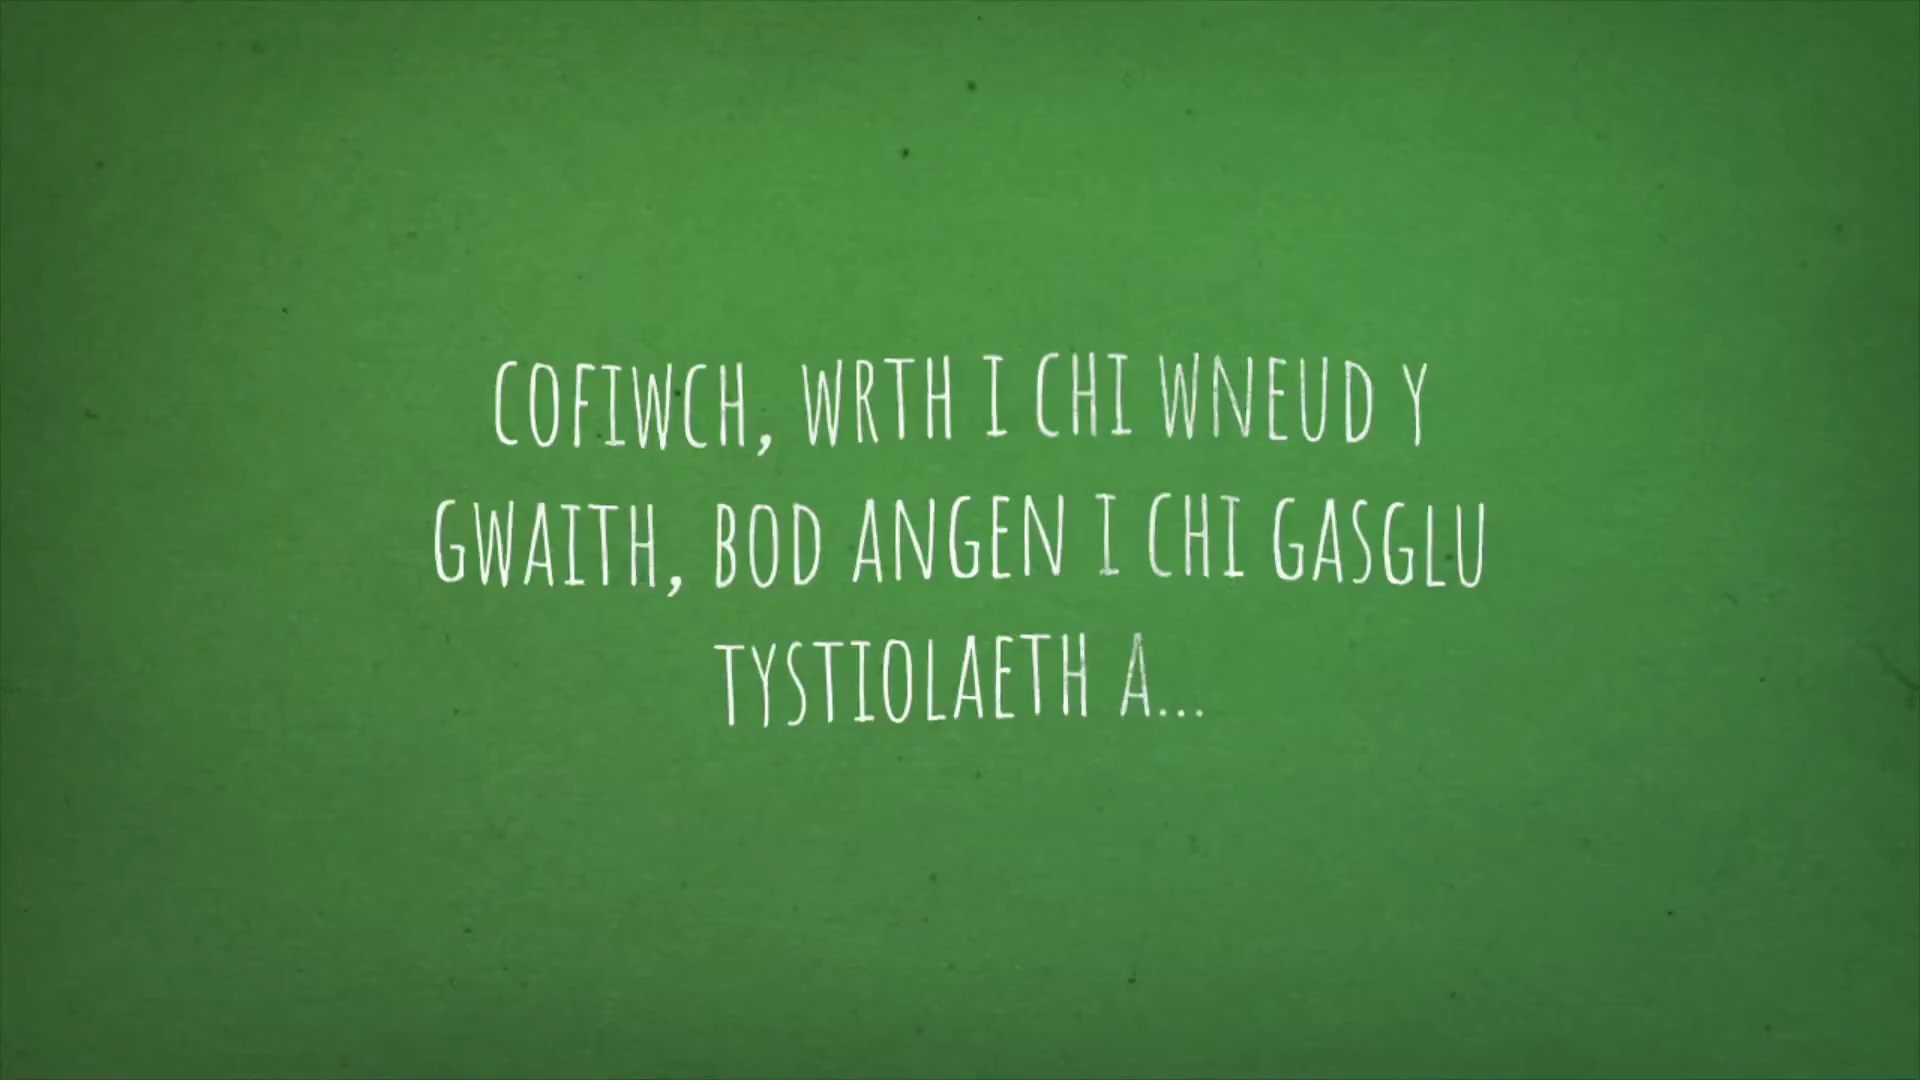 COFIWCH, WRTH I CHI WNEUD Y
GWAITH, BOD ANGEN I CHI GASGLU
TYSTIOLAETH A...